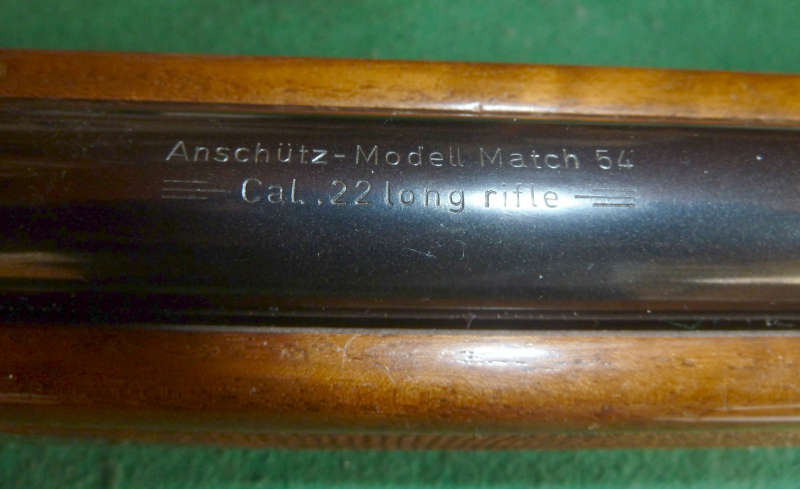 Anschütz-Modell Match 54
Cal. .22 long rifle